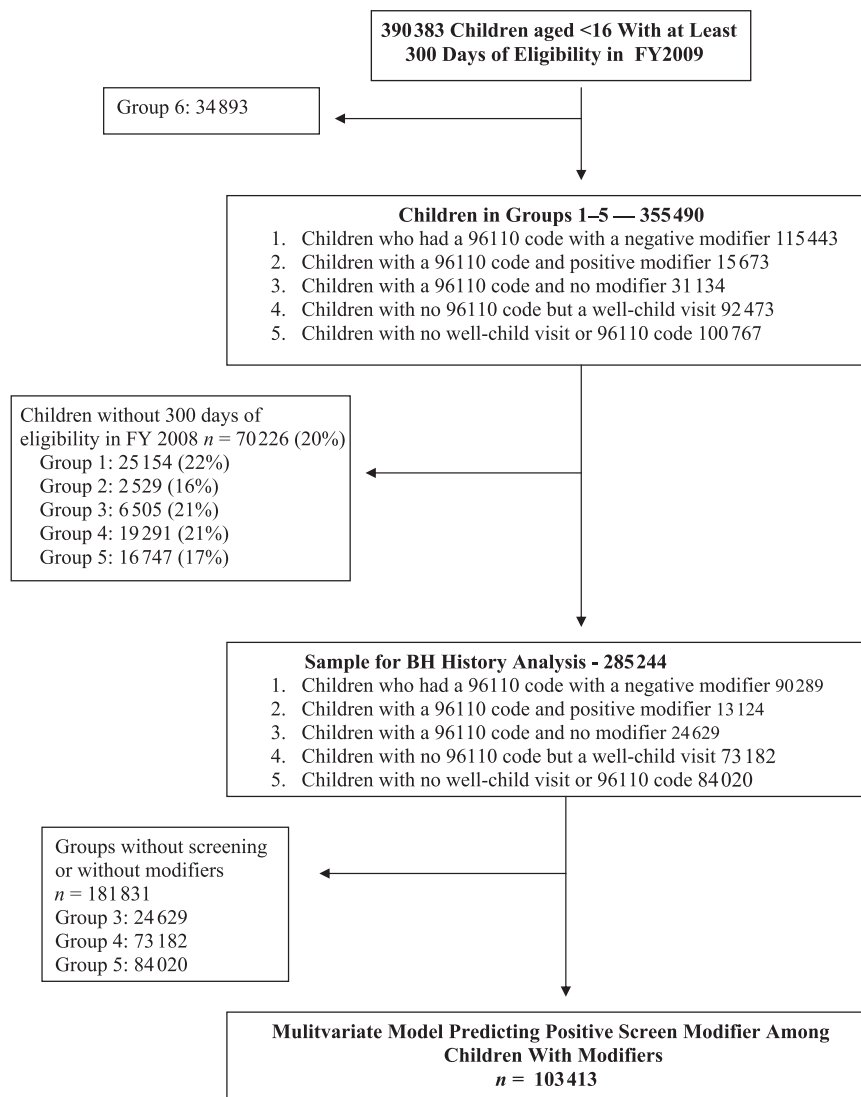 390 383 Children aged <16 With at Least
300 Days of Eligibility in FY2009
Group 6: 34 893
Children in Groups 1–5 — 355 490
1. Children who had a 96110 code with a negative modifier 115 443
2. Children with a 96110 code and positive modifier 15 673
3. Children with a 96110 code and no modifier 31 134
4. Children with no 96110 code but a well-child visit 92 473
5. Children with no well-child visit or 96110 code 100 767
Children without 300 days of
eligibility in FY 2008 n = 70 226 (20%)
Group 1: 25 154 (22%)
Group 2: 2 529 (16%)
Group 3: 6 505 (21%)
Group 4: 19 291 (21%)
Group 5: 16 747 (17%)
Sample for BH History Analysis - 285 244
1. Children who had a 96110 code with a negative modifier 90 289
2. Children with a 96110 code and positive modifier 13 124
3. Children with a 96110 code and no modifier 24 629
4. Children with no 96110 code but a well-child visit 73 182
5. Children with no well-child visit or 96110 code 84 020
Groups without screening
or without modifiers
n = 181 831
Group 3: 24 629
Group 4: 73 182
Group 5: 84 020
Mulitvariate Model Predicting Positive Screen Modifier Among
Children With Modifiers
n = 103 413